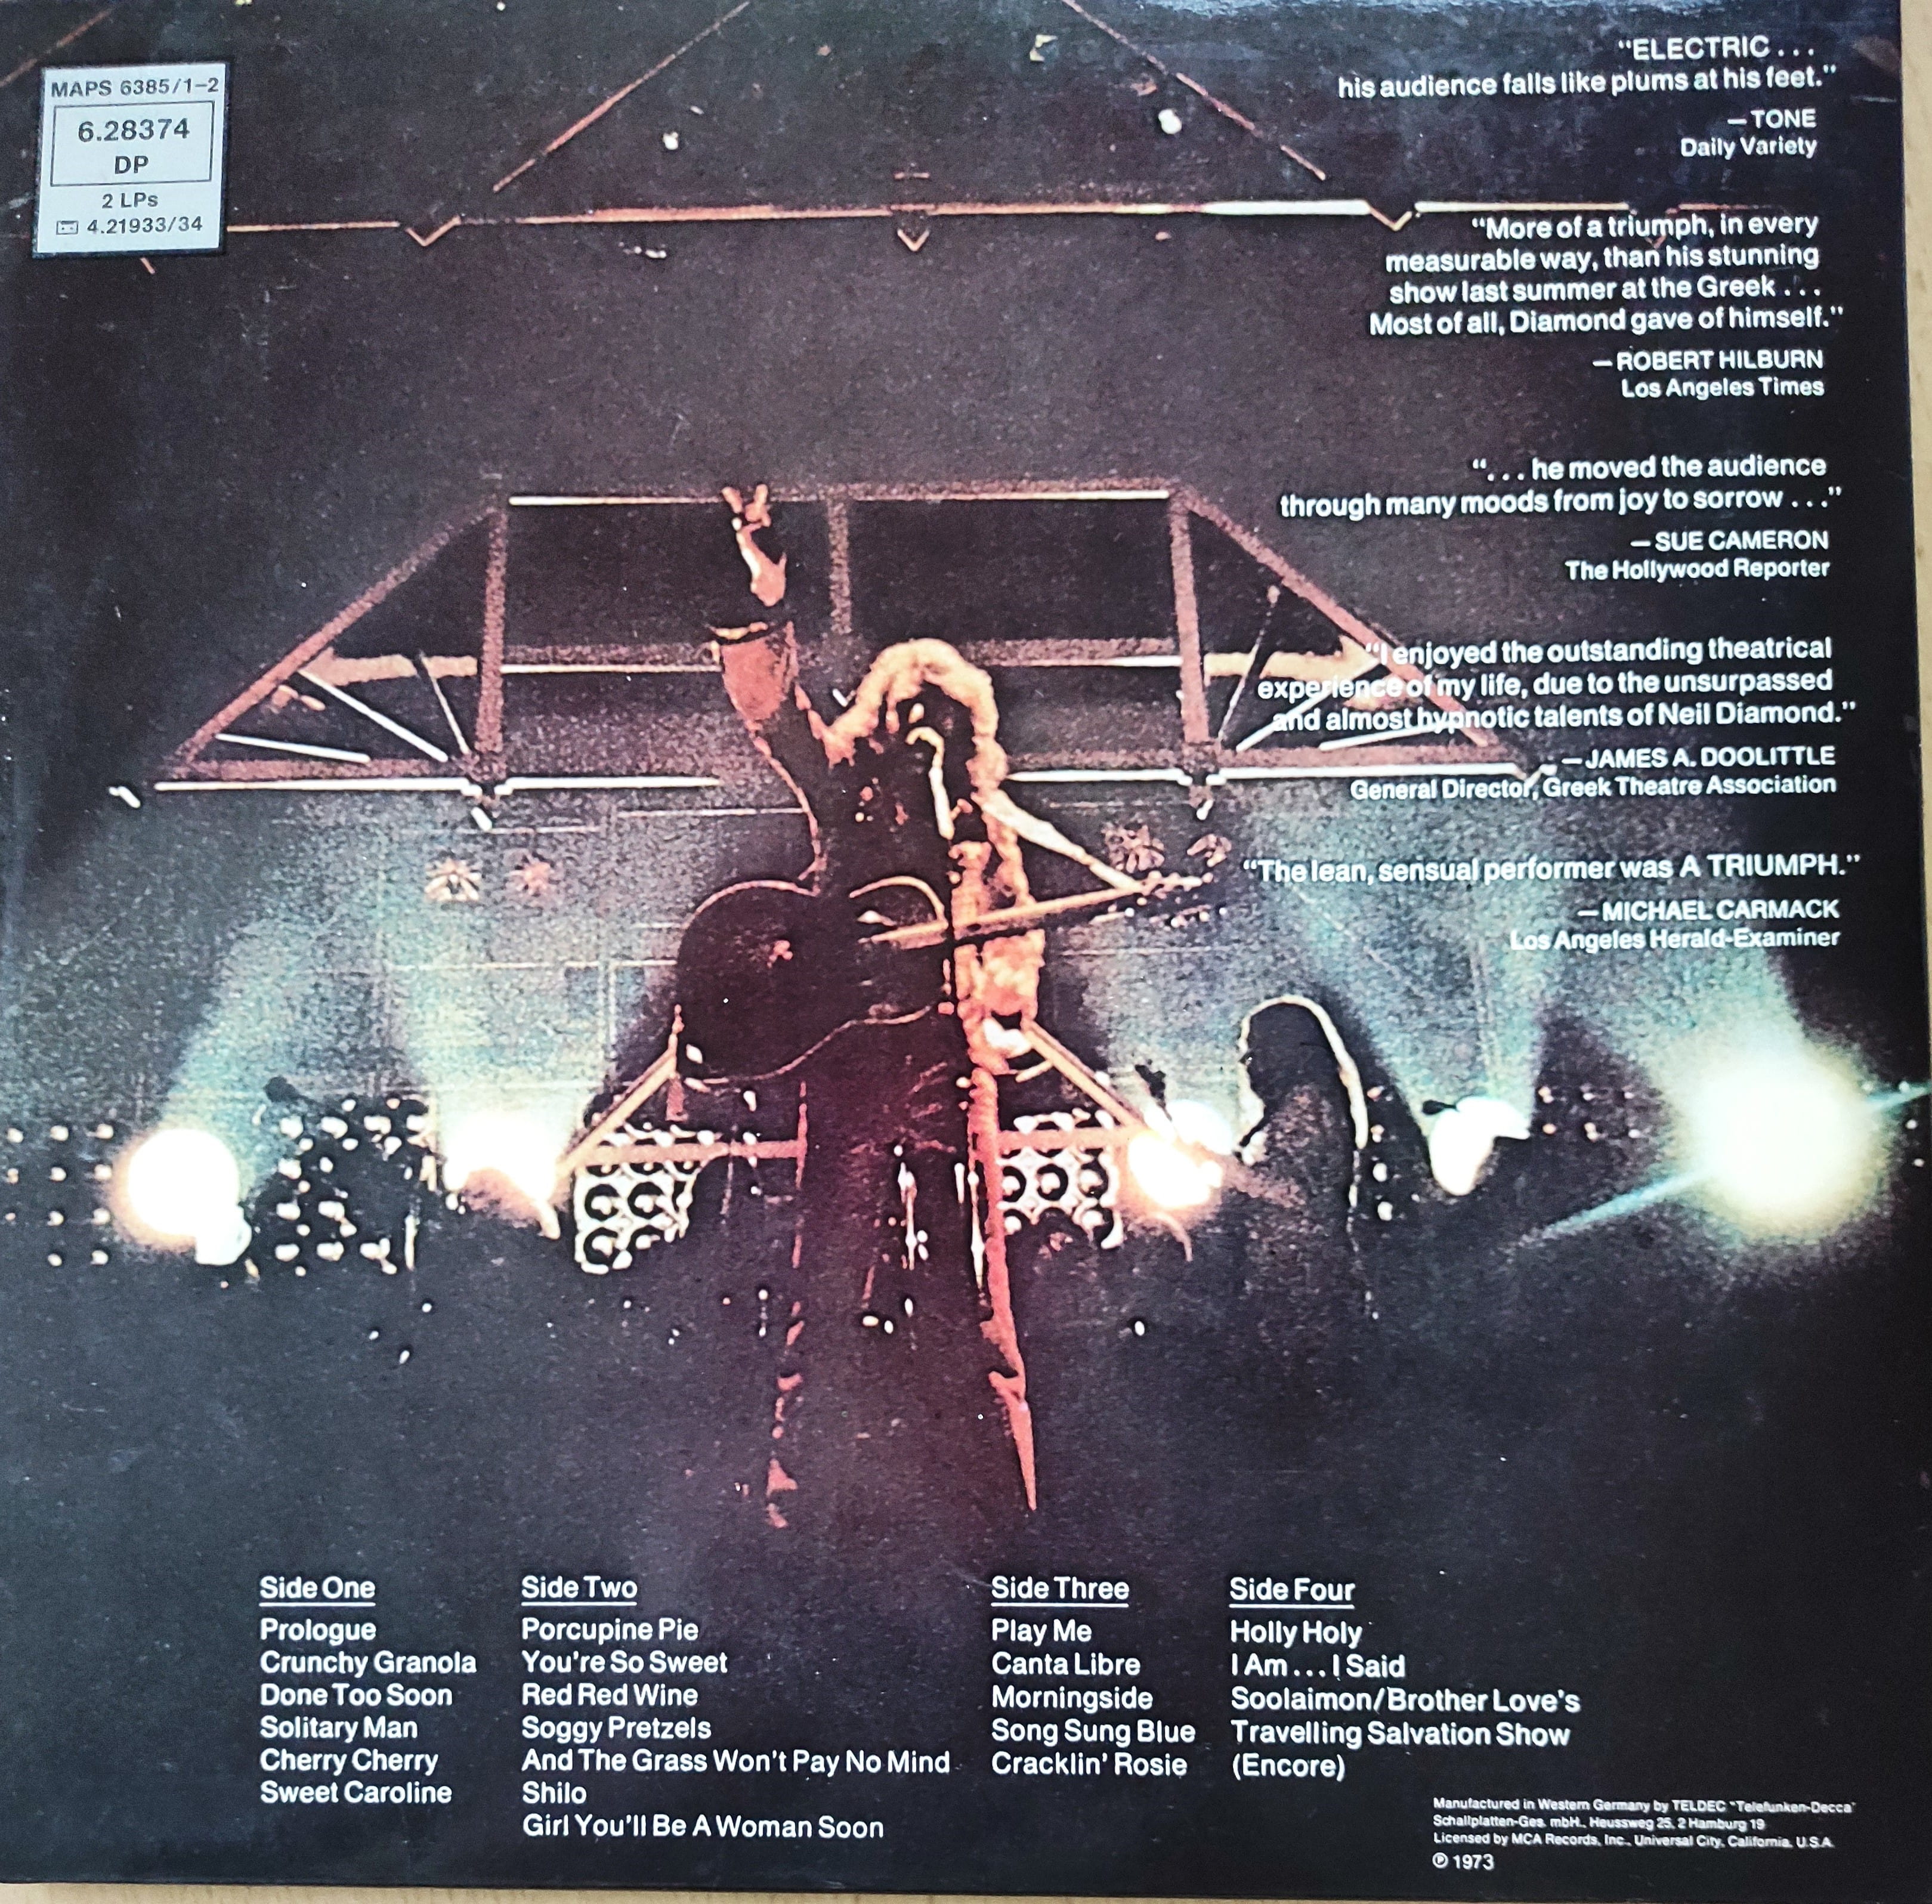 MAPS 6385/1-2
6.28374
DP
2 LPs
4.21933/34
“ELECTRIC...
his audience falls like plums at his feet.”
—TONE
Daily Variety
“More of a triumph, in every
measurable way, than his stunning
show last summer at the Greek...
Most of all, Diamond gave of himself.”
—ROBERT HILBURN
Los Angeles Times
“...he moved the audience
through many moods from joy to sorrow...”
—SUE CAMERON
The Hollywood Reporter
“I enjoyed the outstanding theatrical
experience of my life, due to the unsurpassed
and almost hypnotic talents of Neil Diamond.”
—JAMES A. DOOLITTLE
General Director, Greek Theatre Association
“The lean, sensual performer was A TRIUMPH.”
—MICHAEL CARMACK
Los Angeles Herald-Examiner
Side One
Prologue
Crunchy Granola
Done Too Soon
Solitary Man
Cherry Cherry
Sweet Caroline
Side Two
Porcupine Pie
You're So Sweet
Red Red Wine
Soggy Pretzels
And The Grass Won't Pay No Mind
Shilo
Girl You'll Be A Woman Soon
Side Three
Play Me
Canta Libre
Morningside
Song Sung Blue
Cracklin' Rosie
Side Four
Holly Holy
I Am...I Said
Soolaimon/Brother Love's
Travelling Salvation Show
(Encore)
Manufactured in Western Germany by TELDEC "Telefunken-Decca"
Schallplatten-Ges. mbH., Heussweg 25, 2 Hamburg 19
Licensed by MCA Records, Inc., Universal City, California, U.S.A.
℗ 1973